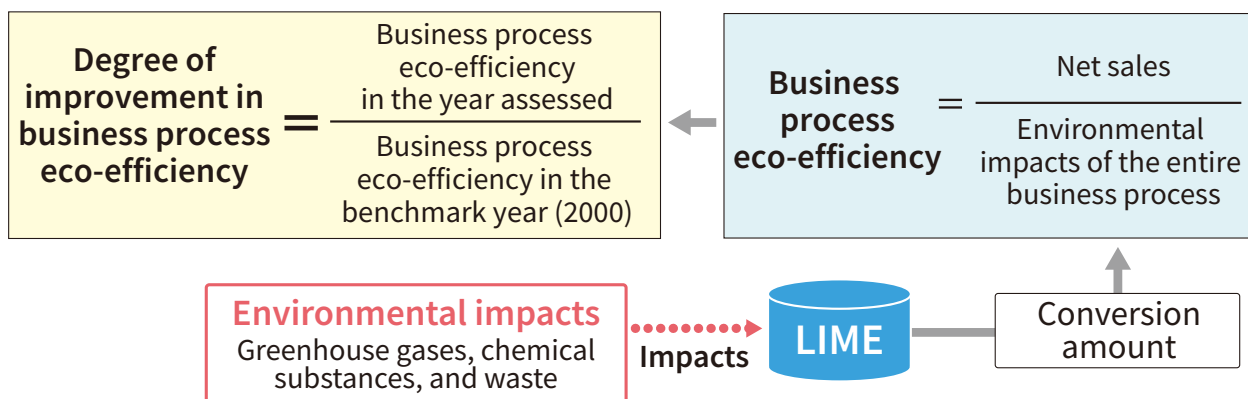 Degree of
improvement in
business process
eco-efficiency
=
Business process
eco-efficiency
in the year assessed
Business process
eco-efficiency in the
benchmark year (2000)
Business
process
eco-efficiency
=
Net sales
Environmental
impacts of the entire
business process
Environmental impacts
Greenhouse gases, chemical
substances, and waste
Impacts
LIME
Conversion
amount